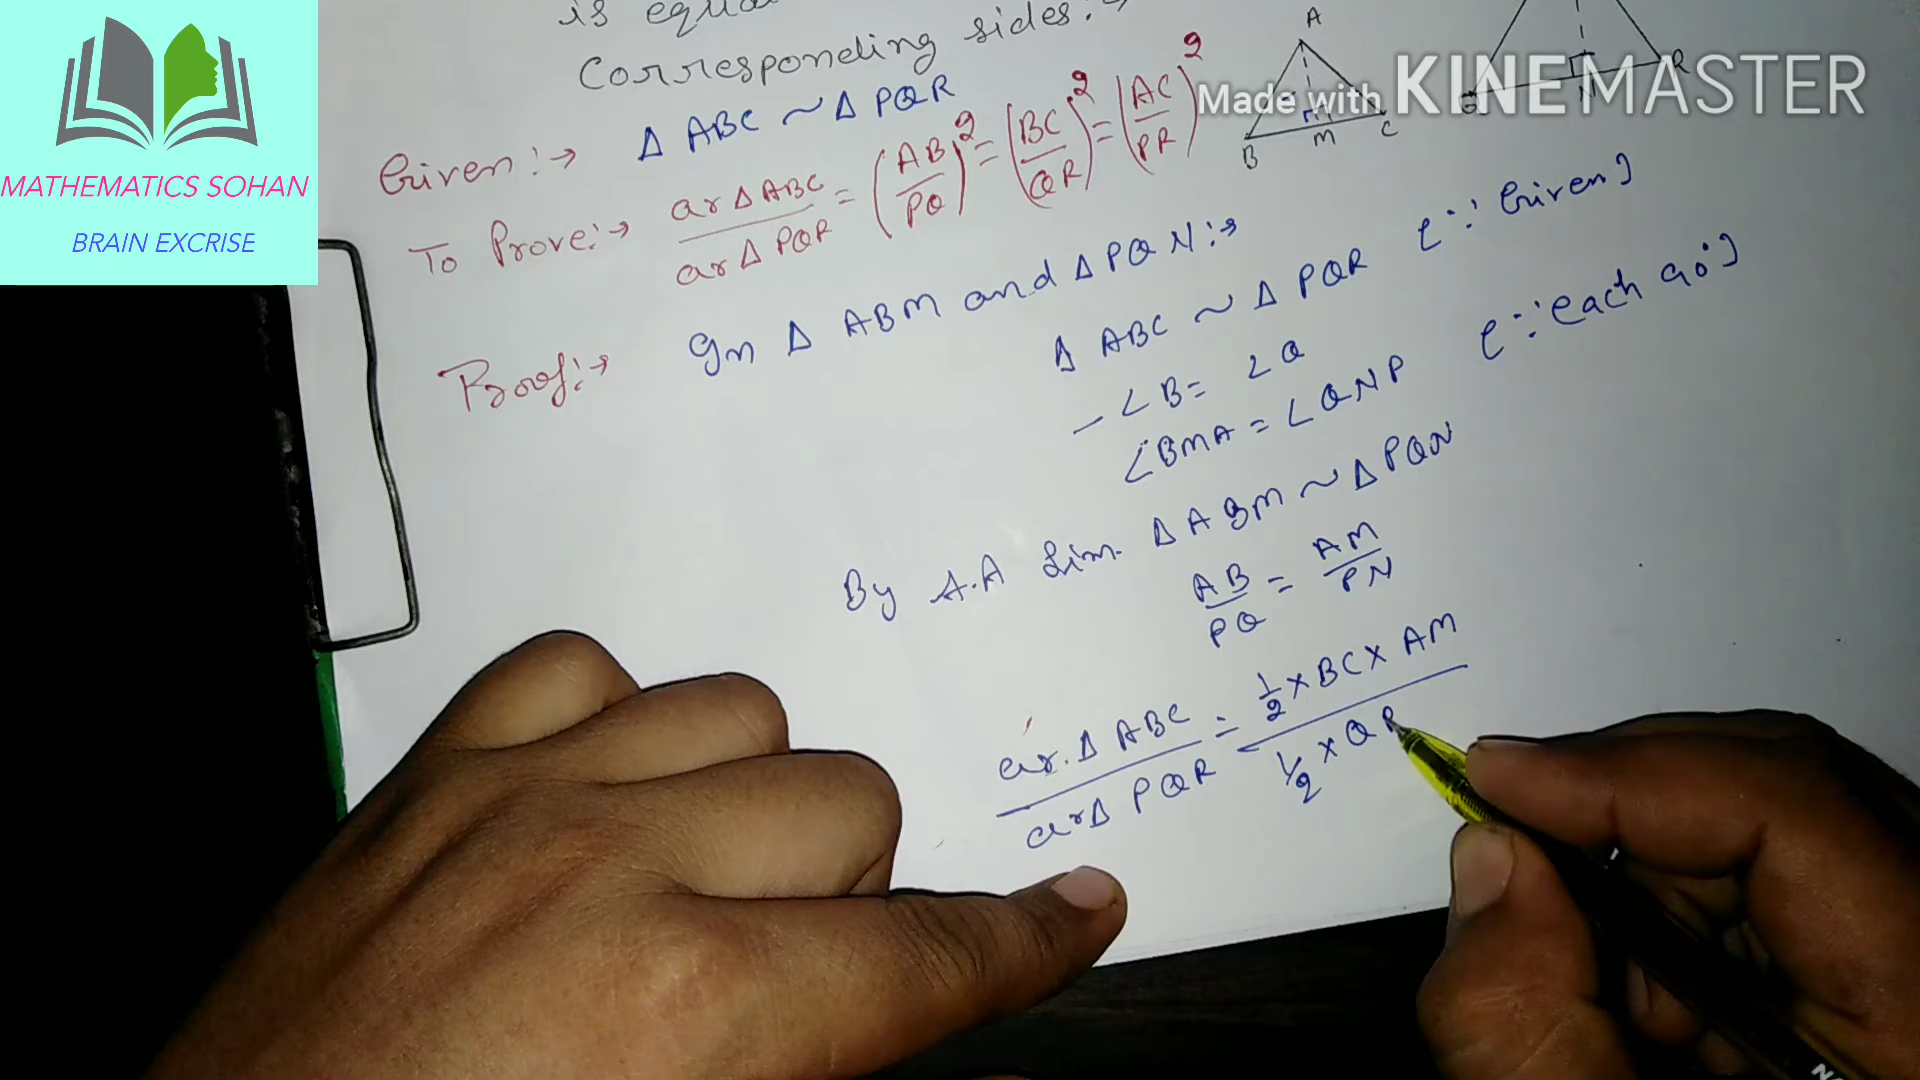 MATHEMATICS SOHAN
BRAIN EXCRISE
Made with KINEMASTER
is equal
Corresponding sides:→
Given:→ Δ ABC ~ Δ PQR
To Prove:→ ar Δ ABC / ar Δ PQR = (AB/PQ)² = (BC/QR)² = (AC/PR)²
A
B M C
Q N R
Proof:→ In Δ ABM and Δ PQN:→
Δ ABC ~ Δ PQR [∵ Given]
∠B = ∠Q
∠BMA = ∠QNP [∵ each 90°]
By A.A Sim. Δ ABM ~ Δ PQN
AB/PQ = AM/PN
ar. Δ ABC / ar Δ PQR = ½ × BC × AM / ½ × QR